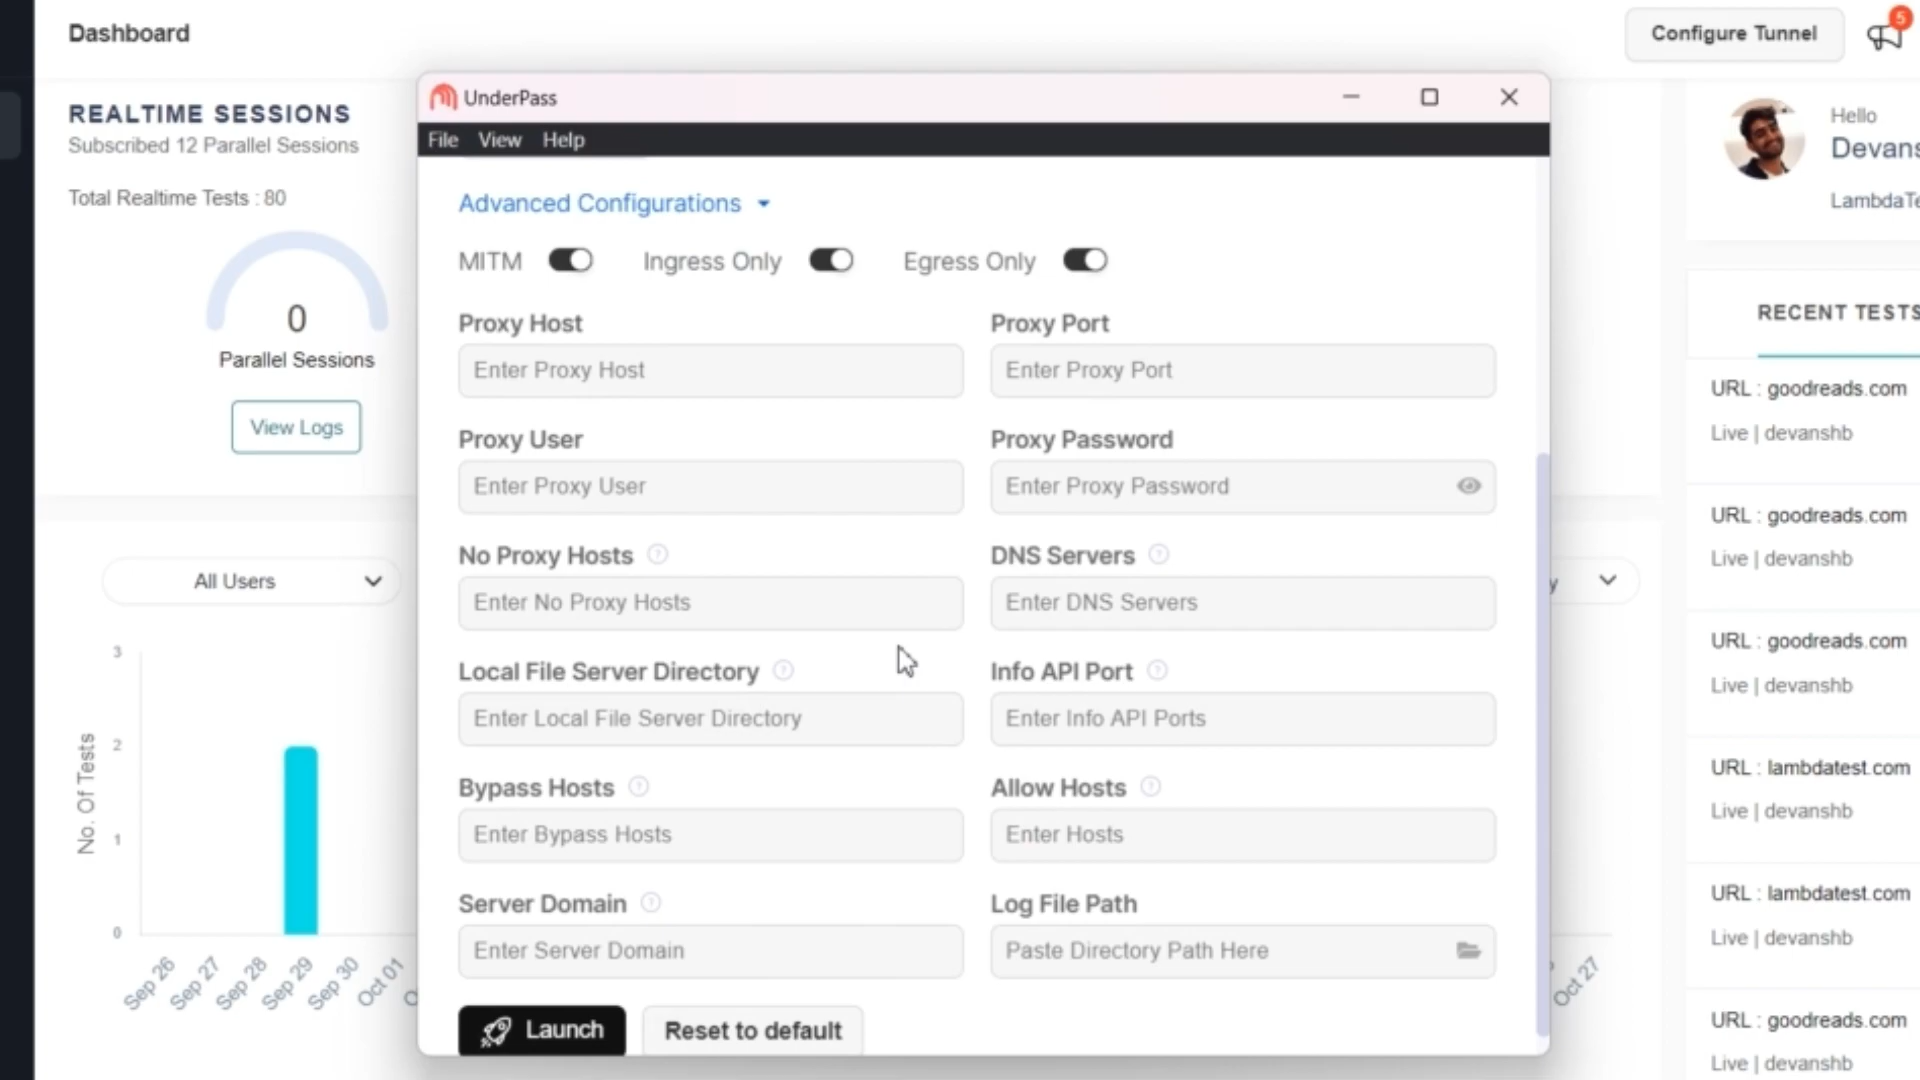 Dashboard
Configure Tunnel
5
REALTIME SESSIONS
Subscribed 12 Parallel Sessions
Total Realtime Tests : 80
0
Parallel Sessions
View Logs
All Users
3
2
1
0
No. Of Tests
Sep 26
Sep 27
Sep 28
Sep 29
Sep 30
Oct 01
Oct 27
UnderPass
File View Help
Advanced Configurations
MITM Ingress Only Egress Only
Proxy Host Proxy Port
Enter Proxy Host Enter Proxy Port
Proxy User Proxy Password
Enter Proxy User Enter Proxy Password
No Proxy Hosts ? DNS Servers ?
Enter No Proxy Hosts Enter DNS Servers
Local File Server Directory ? Info API Port ?
Enter Local File Server Directory Enter Info API Ports
Bypass Hosts ? Allow Hosts ?
Enter Bypass Hosts Enter Hosts
Server Domain ? Log File Path
Enter Server Domain Paste Directory Path Here
Launch Reset to default
Hello
Devans
LambdaTe
RECENT TESTS
URL : goodreads.com
Live | devanshb
URL : goodreads.com
Live | devanshb
URL : goodreads.com
Live | devanshb
URL : lambdatest.com
Live | devanshb
URL : lambdatest.com
Live | devanshb
URL : goodreads.com
Live | devanshb